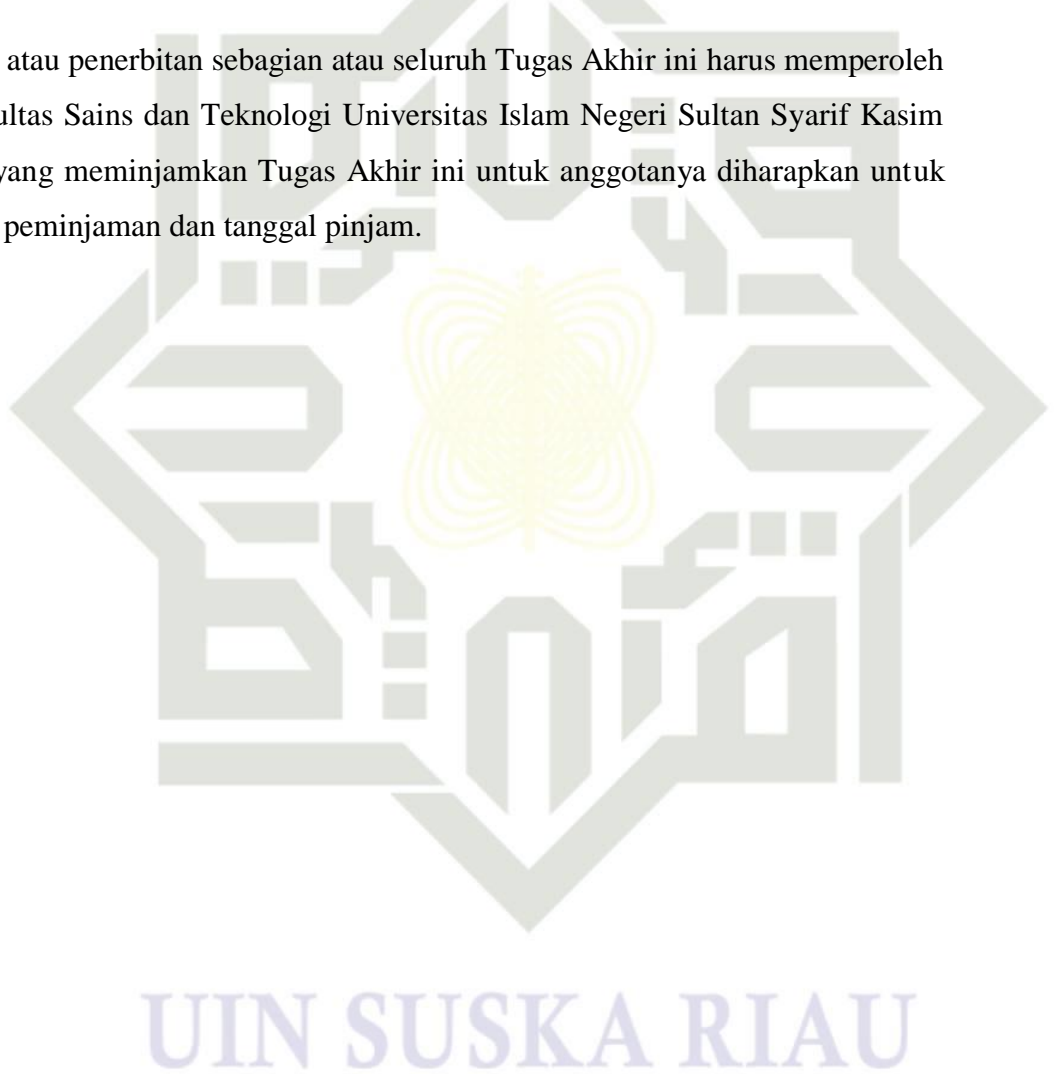 atau penerbitan sebagian atau seluruh Tugas Akhir ini harus memperoleh
ultas Sains dan Teknologi Universitas Islam Negeri Sultan Syarif Kasim
yang meminjamkan Tugas Akhir ini untuk anggotanya diharapkan untuk
peminjaman dan tanggal pinjam.
UIN SUSKA RIAU